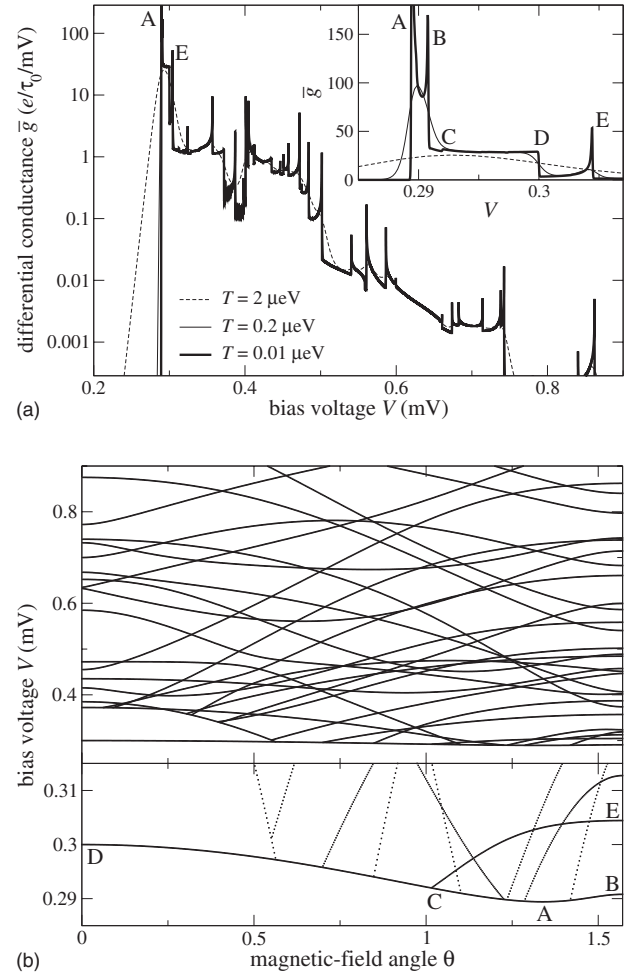 A
E
100
10
1
0.1
0.01
0.001
differential conductance g̅ (e/τ₀/mV)
T = 2 μeV
T = 0.2 μeV
T = 0.01 μeV
0.2
0.4
0.6
0.8
bias voltage V (mV)
A
B
C
D
E
150
100
50
0
g̅
0.29
0.3
V
(a)
0.8
0.6
0.4
bias voltage V (mV)
0.31
0.3
0.29
D
C
A
B
E
0
0.5
1
1.5
magnetic-field angle θ
(b)